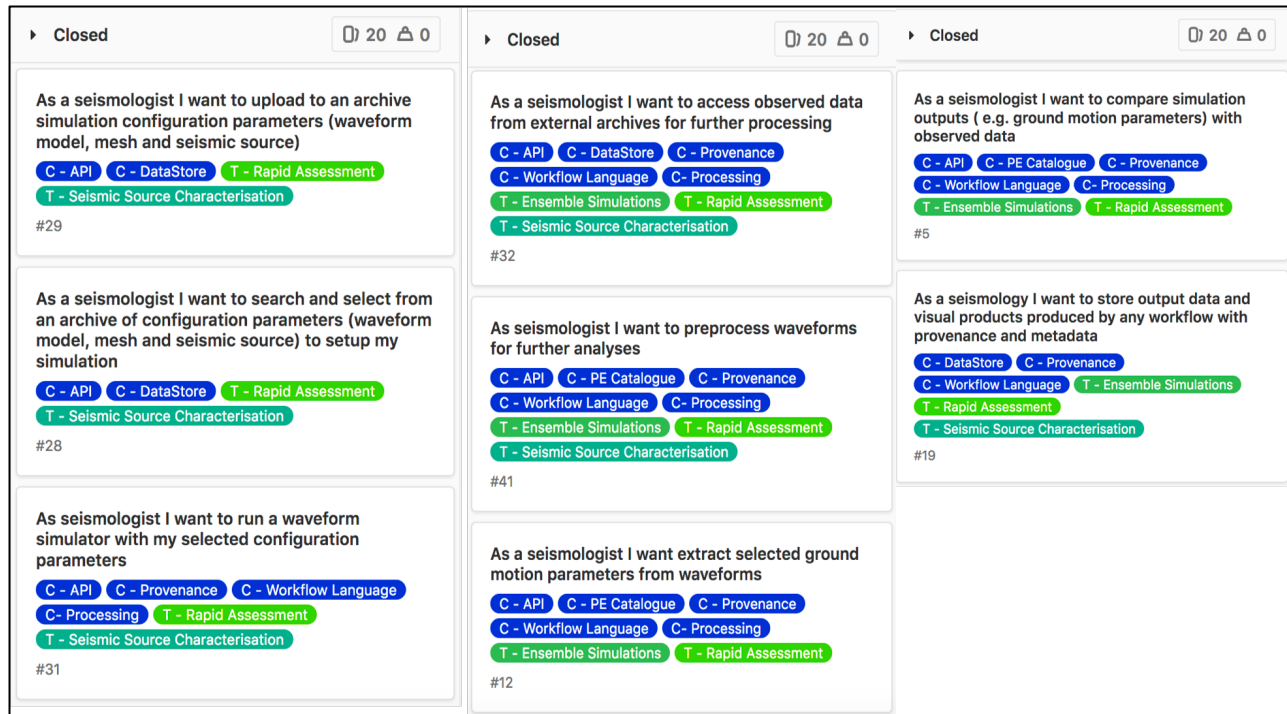 Closed
20 0
As a seismologist I want to upload to an archive
simulation configuration parameters (waveform
model, mesh and seismic source)
C - API C - DataStore T - Rapid Assessment
T - Seismic Source Characterisation
#29
As a seismologist I want to search and select from
an archive of configuration parameters (waveform
model, mesh and seismic source) to setup my
simulation
C - API C - DataStore T - Rapid Assessment
T - Seismic Source Characterisation
#28
As seismologist I want to run a waveform
simulator with my selected configuration
parameters
C - API C - Provenance C - Workflow Language
C- Processing T - Rapid Assessment
T - Seismic Source Characterisation
#31
Closed
20 0
As a seismologist I want to access observed data
from external archives for further processing
C - API C - DataStore C - Provenance
C - Workflow Language C- Processing
T - Ensemble Simulations T - Rapid Assessment
T - Seismic Source Characterisation
#32
As seismologist I want to preprocess waveforms
for further analyses
C - API C - PE Catalogue C - Provenance
C - Workflow Language C- Processing
T - Ensemble Simulations T - Rapid Assessment
T - Seismic Source Characterisation
#41
As a seismologist I want extract selected ground
motion parameters from waveforms
C - API C - PE Catalogue C - Provenance
C - Workflow Language C- Processing
T - Ensemble Simulations T - Rapid Assessment
#12
Closed
20 0
As a seismologist I want to compare simulation
outputs ( e.g. ground motion parameters) with
observed data
C - API C - PE Catalogue C - Provenance
C - Workflow Language C- Processing
T - Ensemble Simulations T - Rapid Assessment
#5
As a seismology I want to store output data and
visual products produced by any workflow with
provenance and metadata
C - DataStore C - Provenance
C - Workflow Language T - Ensemble Simulations
T - Rapid Assessment
T - Seismic Source Characterisation
#19